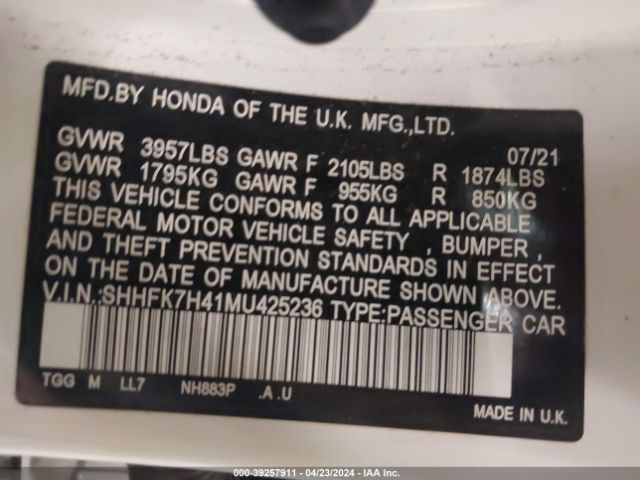 MFD.BY HONDA OF THE U.K. MFG.,LTD.
07/21
GVWR 3957LBS GAWR F 2105LBS R 1874LBS
GVWR 1795KG GAWR F 955KG R 850KG
THIS VEHICLE CONFORMS TO ALL APPLICABLE
FEDERAL MOTOR VEHICLE SAFETY , BUMPER ,
AND THEFT PREVENTION STANDARDS IN EFFECT
ON THE DATE OF MANUFACTURE SHOWN ABOVE.
V.I.N.:SHHFK7H41MU425236 TYPE:PASSENGER CAR
TGG M LL7 NH883P .A .U
MADE IN U.K.
000-39257911 - 04/23/2024 - IAA Inc.